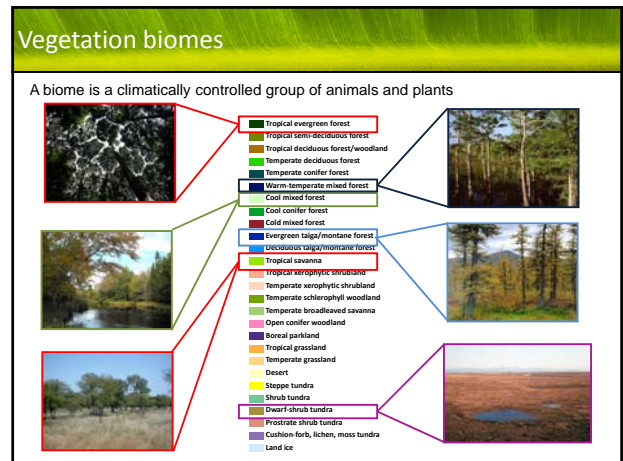 Vegetation biomes
A biome is a climatically controlled group of animals and plants
Tropical evergreen forest
Tropical semi-deciduous forest
Tropical deciduous forest/woodland
Temperate deciduous forest
Temperate conifer forest
Warm-temperate mixed forest
Cool mixed forest
Cool conifer forest
Cold mixed forest
Evergreen taiga/montane forest
Deciduous taiga/montane forest
Tropical savanna
Tropical xerophytic shrubland
Temperate xerophytic shrubland
Temperate schlerophyll woodland
Temperate broadleaved savanna
Open conifer woodland
Boreal parkland
Tropical grassland
Temperate grassland
Desert
Steppe tundra
Shrub tundra
Dwarf-shrub tundra
Prostrate shrub tundra
Cushion-forb, lichen, moss tundra
Land ice